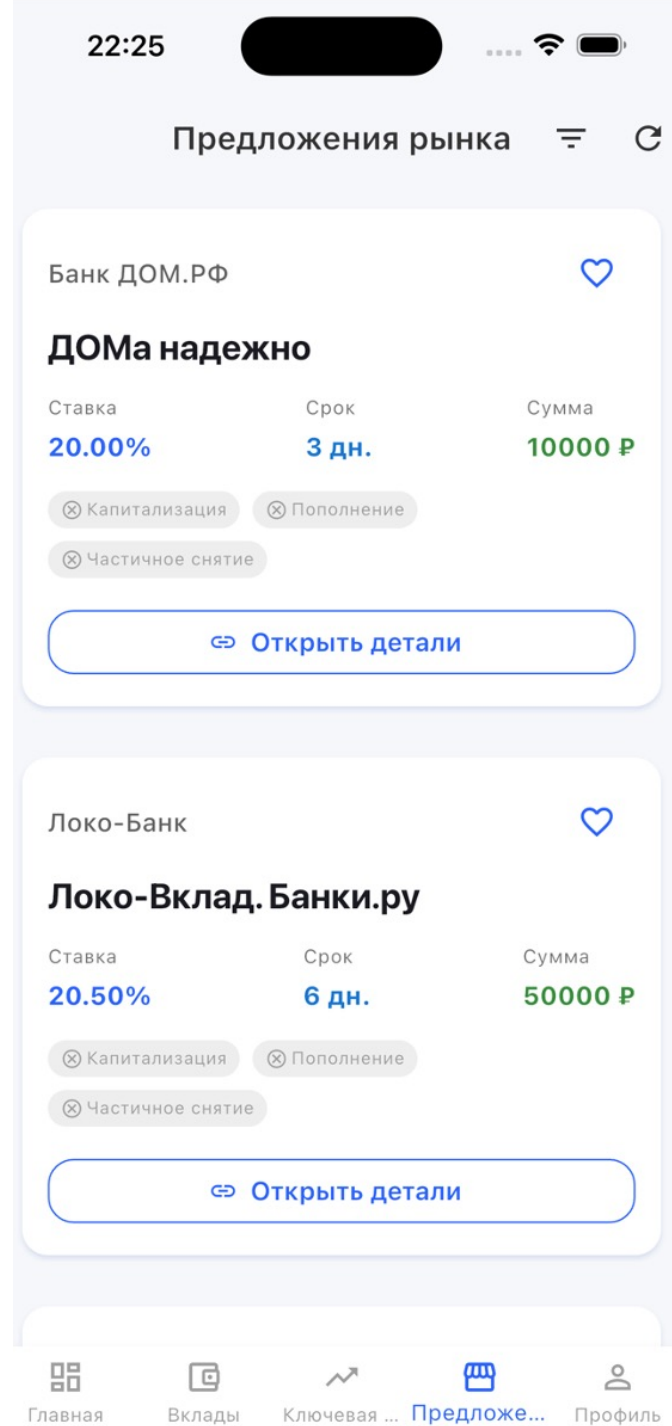 22:25
Предложения рынка
Банк ДОМ.РФ
ДОМа надежно
Ставка Срок Сумма
20.00% 3 дн. 10000 ₽
Капитализация Пополнение
Частичное снятие
Открыть детали
Локо-Банк
Локо-Вклад. Банки.ру
Ставка Срок Сумма
20.50% 6 дн. 50000 ₽
Капитализация Пополнение
Частичное снятие
Открыть детали
Главная Вклады Ключевая ... Предложе... Профиль